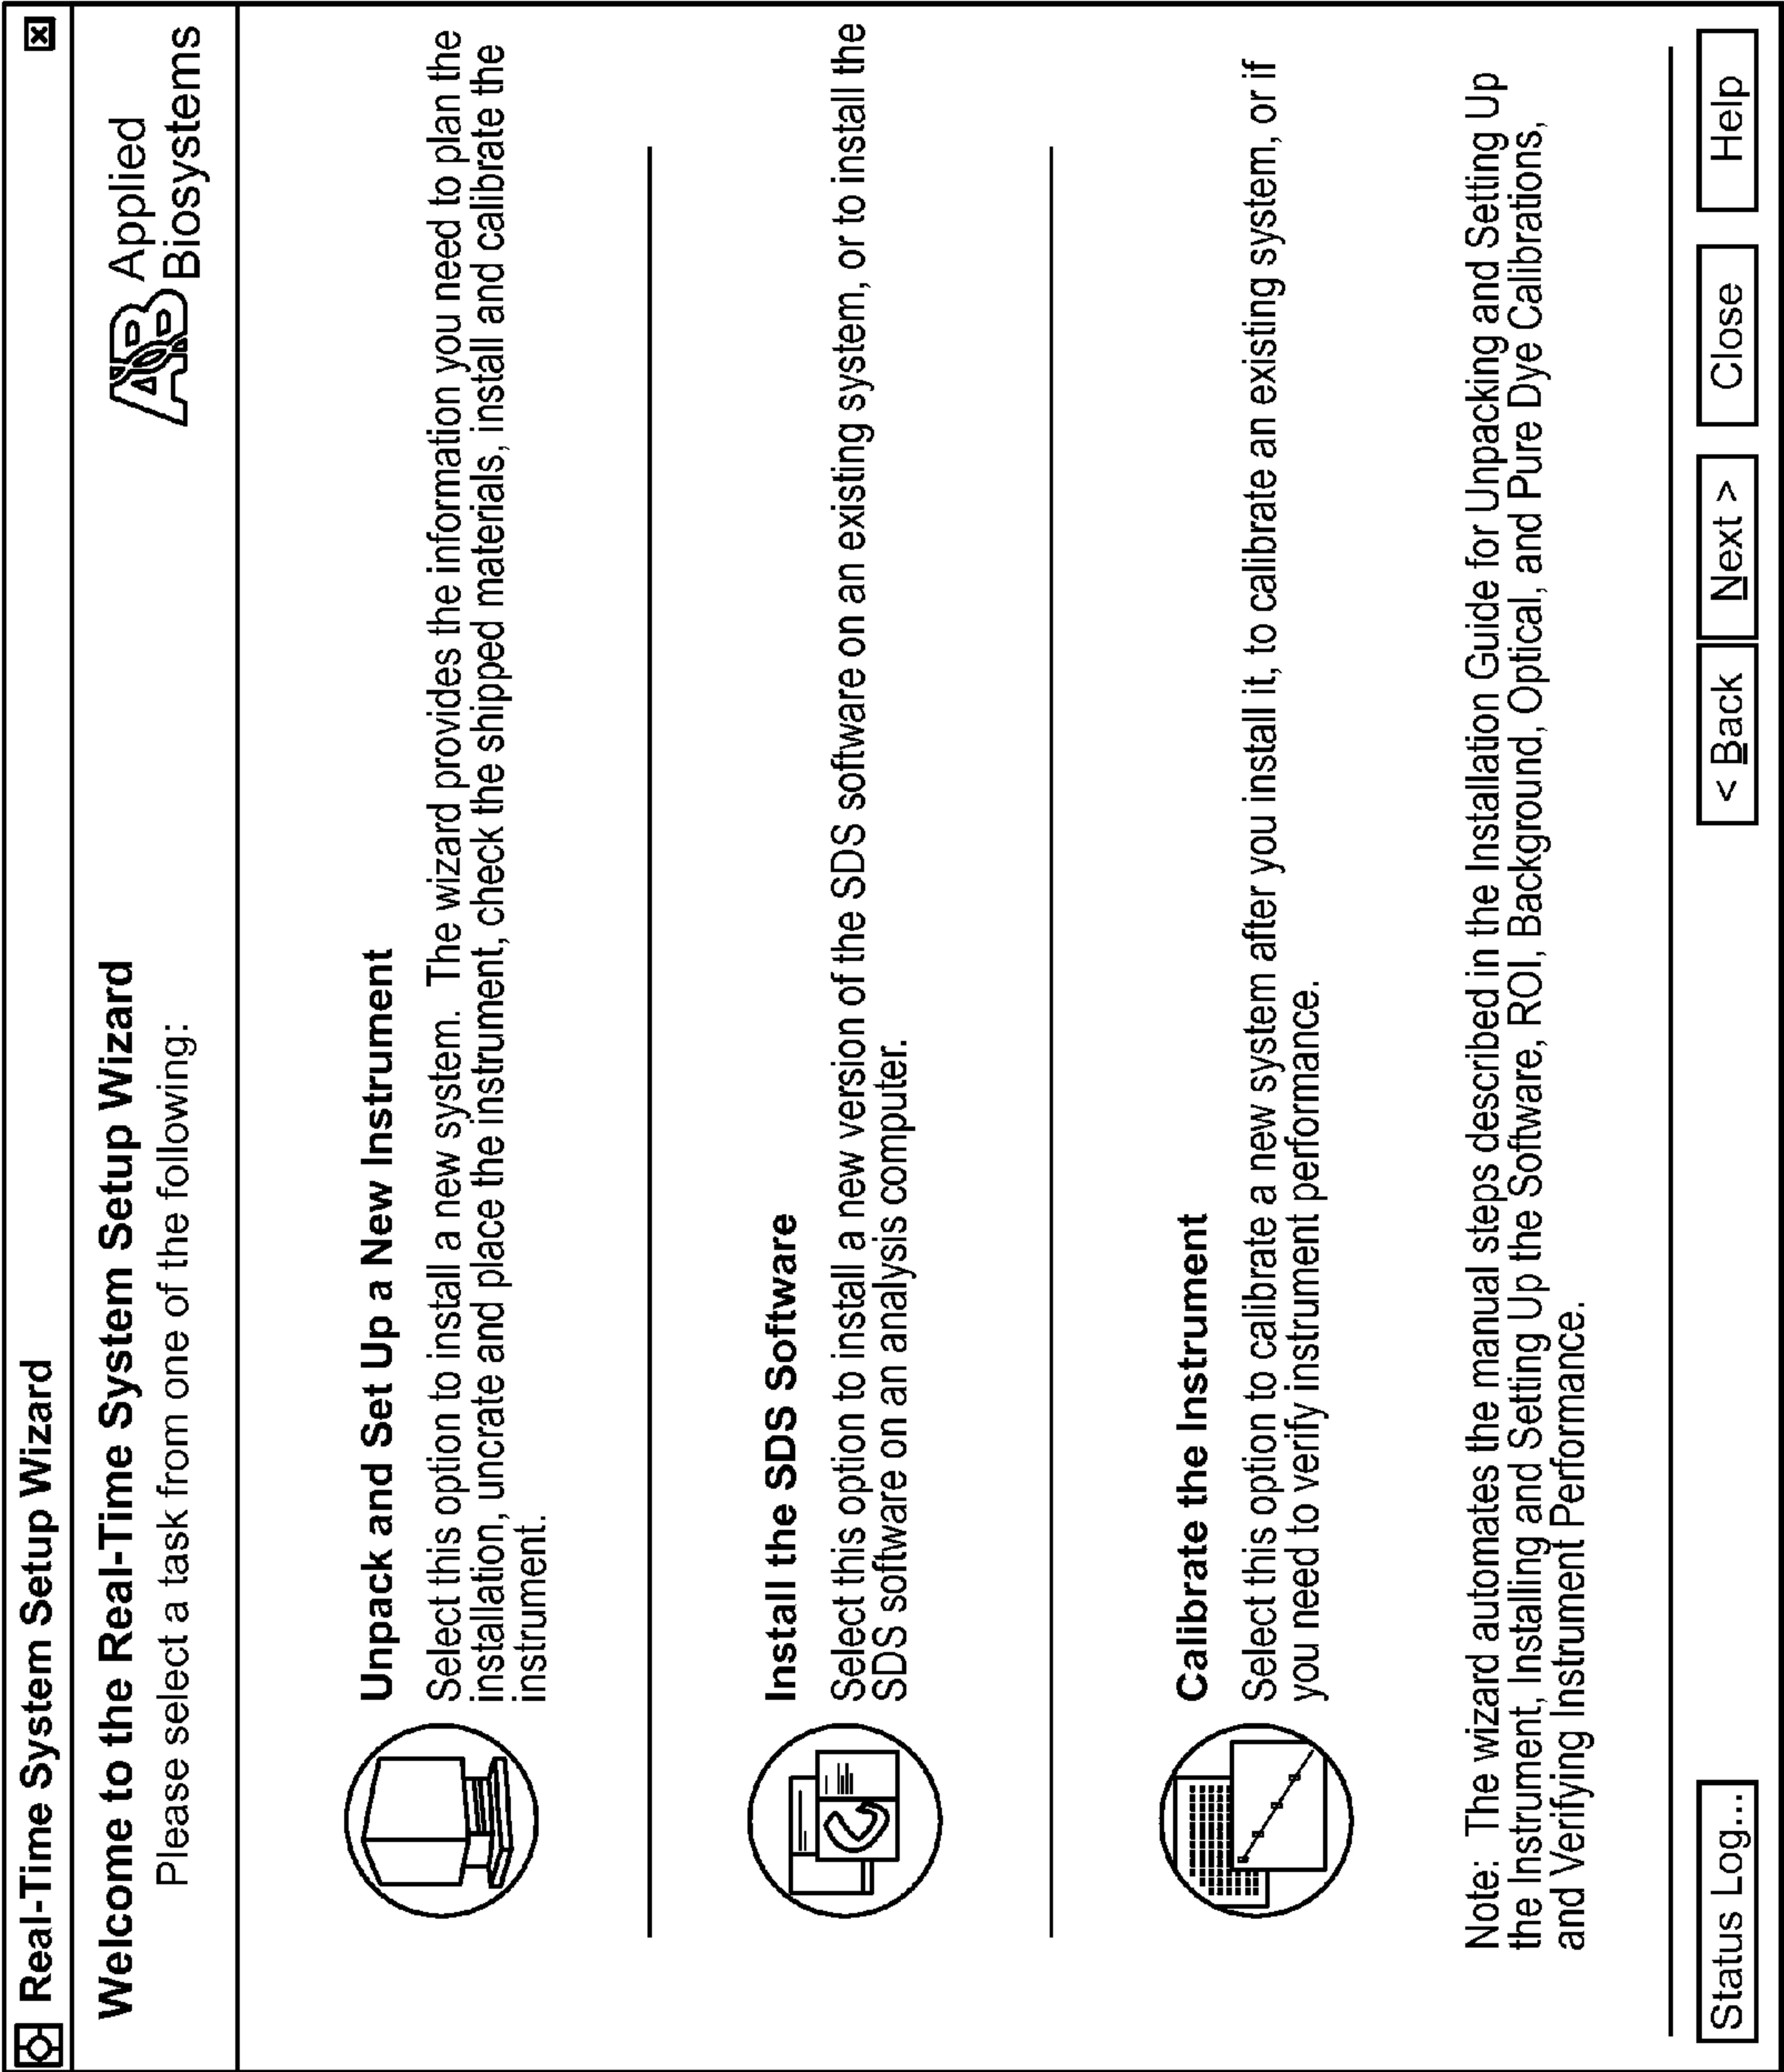 Real-Time System Setup Wizard
Welcome to the Real-Time System Setup Wizard
Please select a task from one of the following:
Applied
Biosystems
Unpack and Set Up a New Instrument
Select this option to install a new system.  The wizard provides the information you need to plan the
installation, uncrate and place the instrument, check the shipped materials, install and calibrate the
instrument.
Install the SDS Software
Select this option to install a new version of the SDS software on an existing system, or to install the
SDS software on an analysis computer.
Calibrate the Instrument
Select this option to calibrate a new system after you install it, to calibrate an existing system, or if
you need to verify instrument performance.
Note:  The wizard automates the manual steps described in the Installation Guide for Unpacking and Setting Up
the Instrument, Installing and Setting Up the Software, ROI, Background, Optical, and Pure Dye Calibrations,
and Verifying Instrument Performance.
Status Log... < Back Next > Close Help